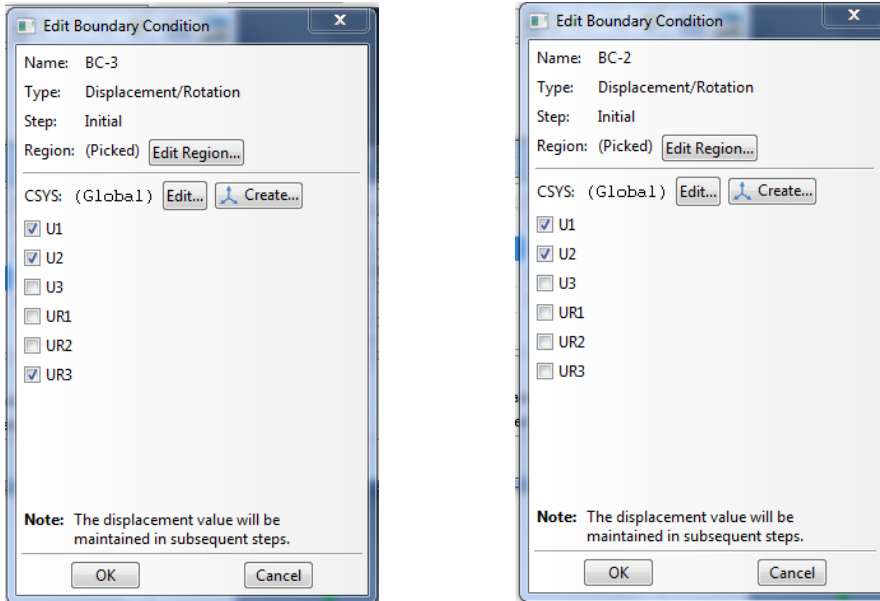 Edit Boundary Condition
X
Name: BC-3
Type: Displacement/Rotation
Step: Initial
Region: (Picked) Edit Region...
CSYS: (Global) Edit... Create...
U1
U2
U3
UR1
UR2
UR3
Note: The displacement value will be
maintained in subsequent steps.
OK Cancel
Edit Boundary Condition
X
Name: BC-2
Type: Displacement/Rotation
Step: Initial
Region: (Picked) Edit Region...
CSYS: (Global) Edit... Create...
U1
U2
U3
UR1
UR2
UR3
Note: The displacement value will be
maintained in subsequent steps.
OK Cancel